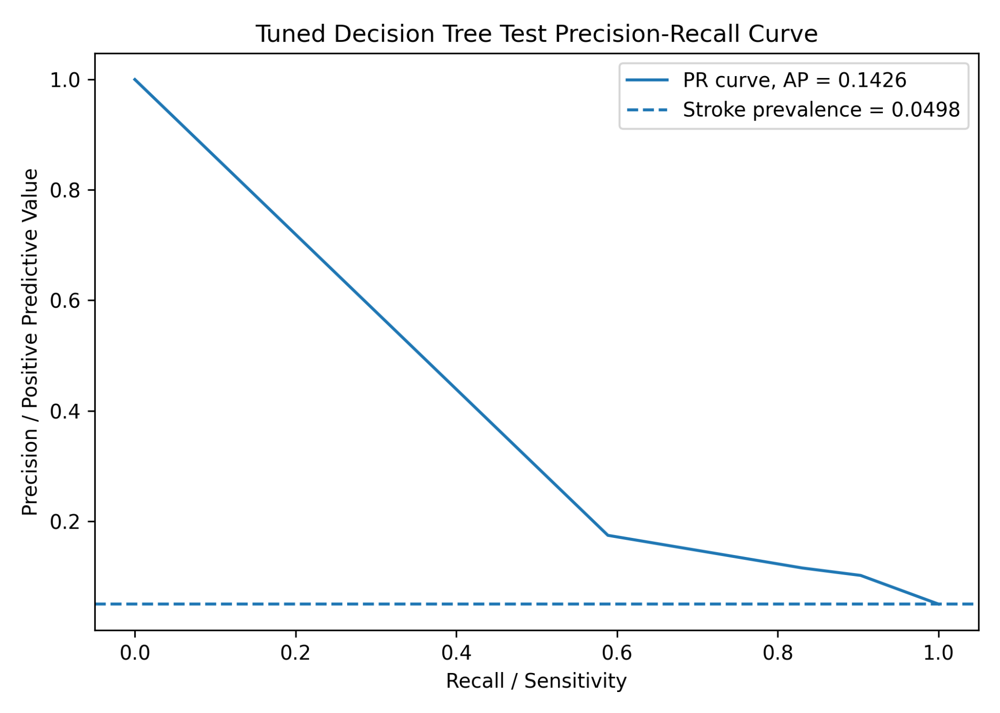 Tuned Decision Tree Test Precision-Recall Curve
PR curve, AP = 0.1426
Stroke prevalence = 0.0498
Precision / Positive Predictive Value
1.0
0.8
0.6
0.4
0.2
0.0 0.2 0.4 0.6 0.8 1.0
Recall / Sensitivity